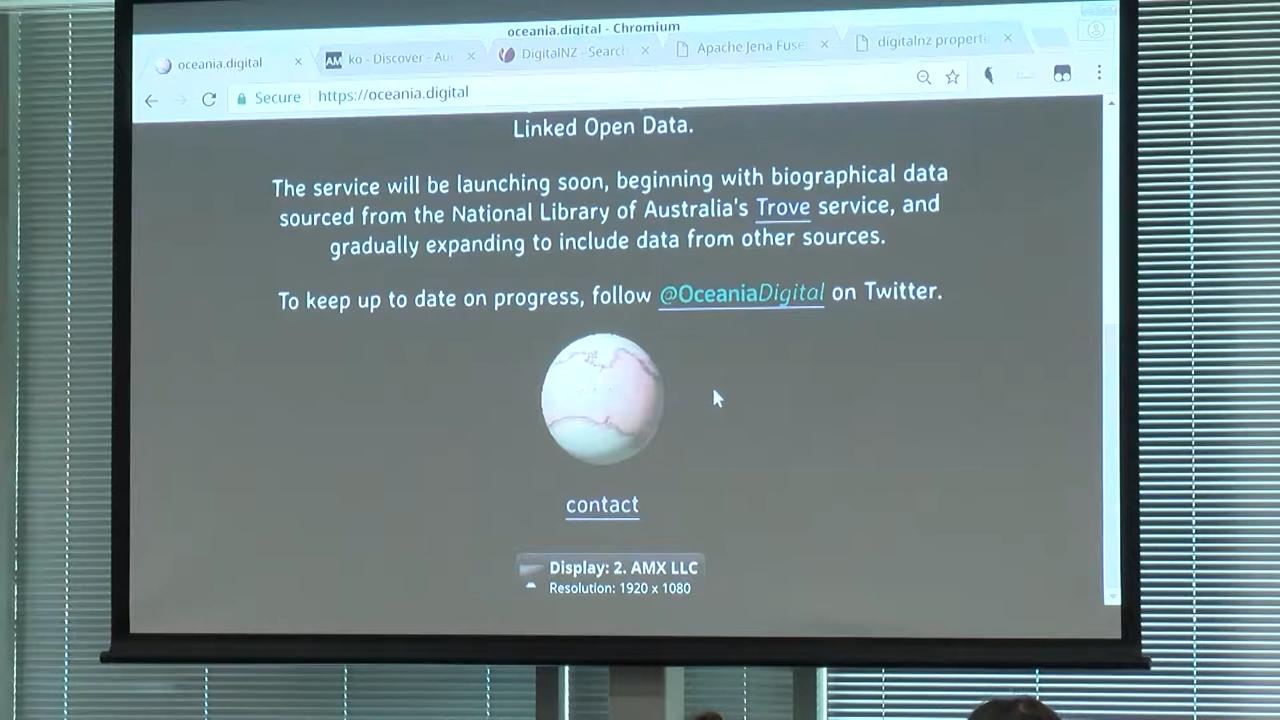 oceania.digital - Chromium
oceania.digital
AM ko - Discover - Au
DigitalNZ - Search
Apache Jena Fuse
digitalnz propert
Secure https://oceania.digital
Linked Open Data.
The service will be launching soon, beginning with biographical data
sourced from the National Library of Australia's Trove service, and
gradually expanding to include data from other sources.
To keep up to date on progress, follow @OceaniaDigital on Twitter.
contact
Display: 2. AMX LLC
Resolution: 1920 x 1080